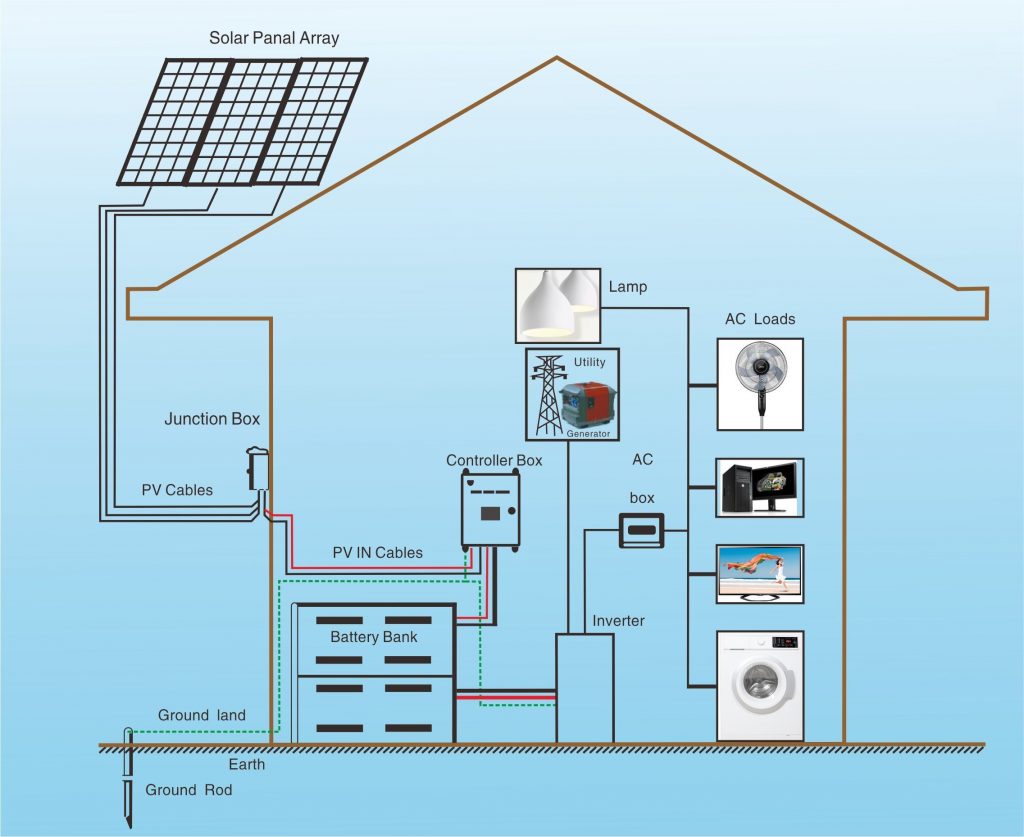 Solar Panal Array
Lamp
AC Loads
Utility
Generator
Junction Box
Controller Box
AC
box
PV Cables
PV IN Cables
Inverter
Battery Bank
Ground land
Earth
Ground Rod